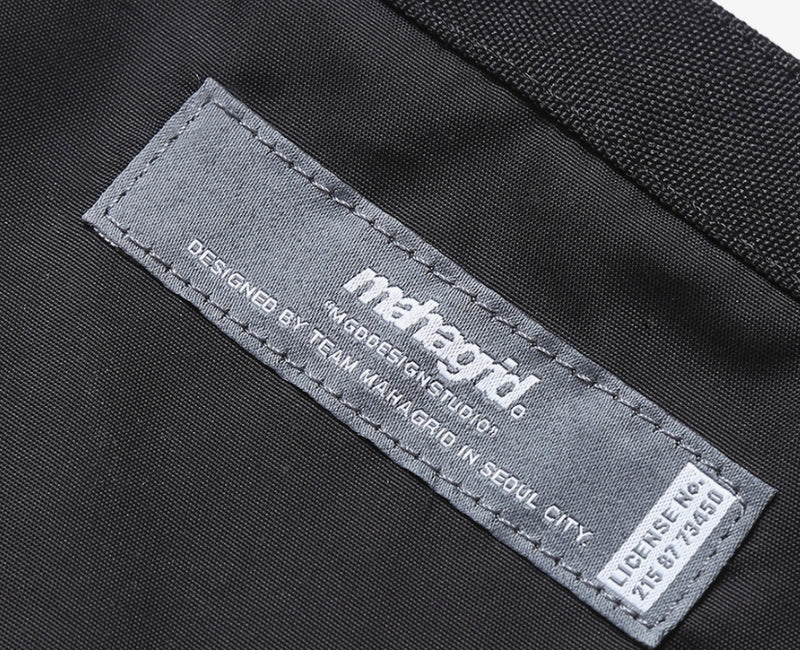 mahagrid®
"MGDDESIGNSTUDIO"
DESIGNED BY TEAM MAHAGRID IN SEOUL CITY.
LICENSE No.
215 87 73450